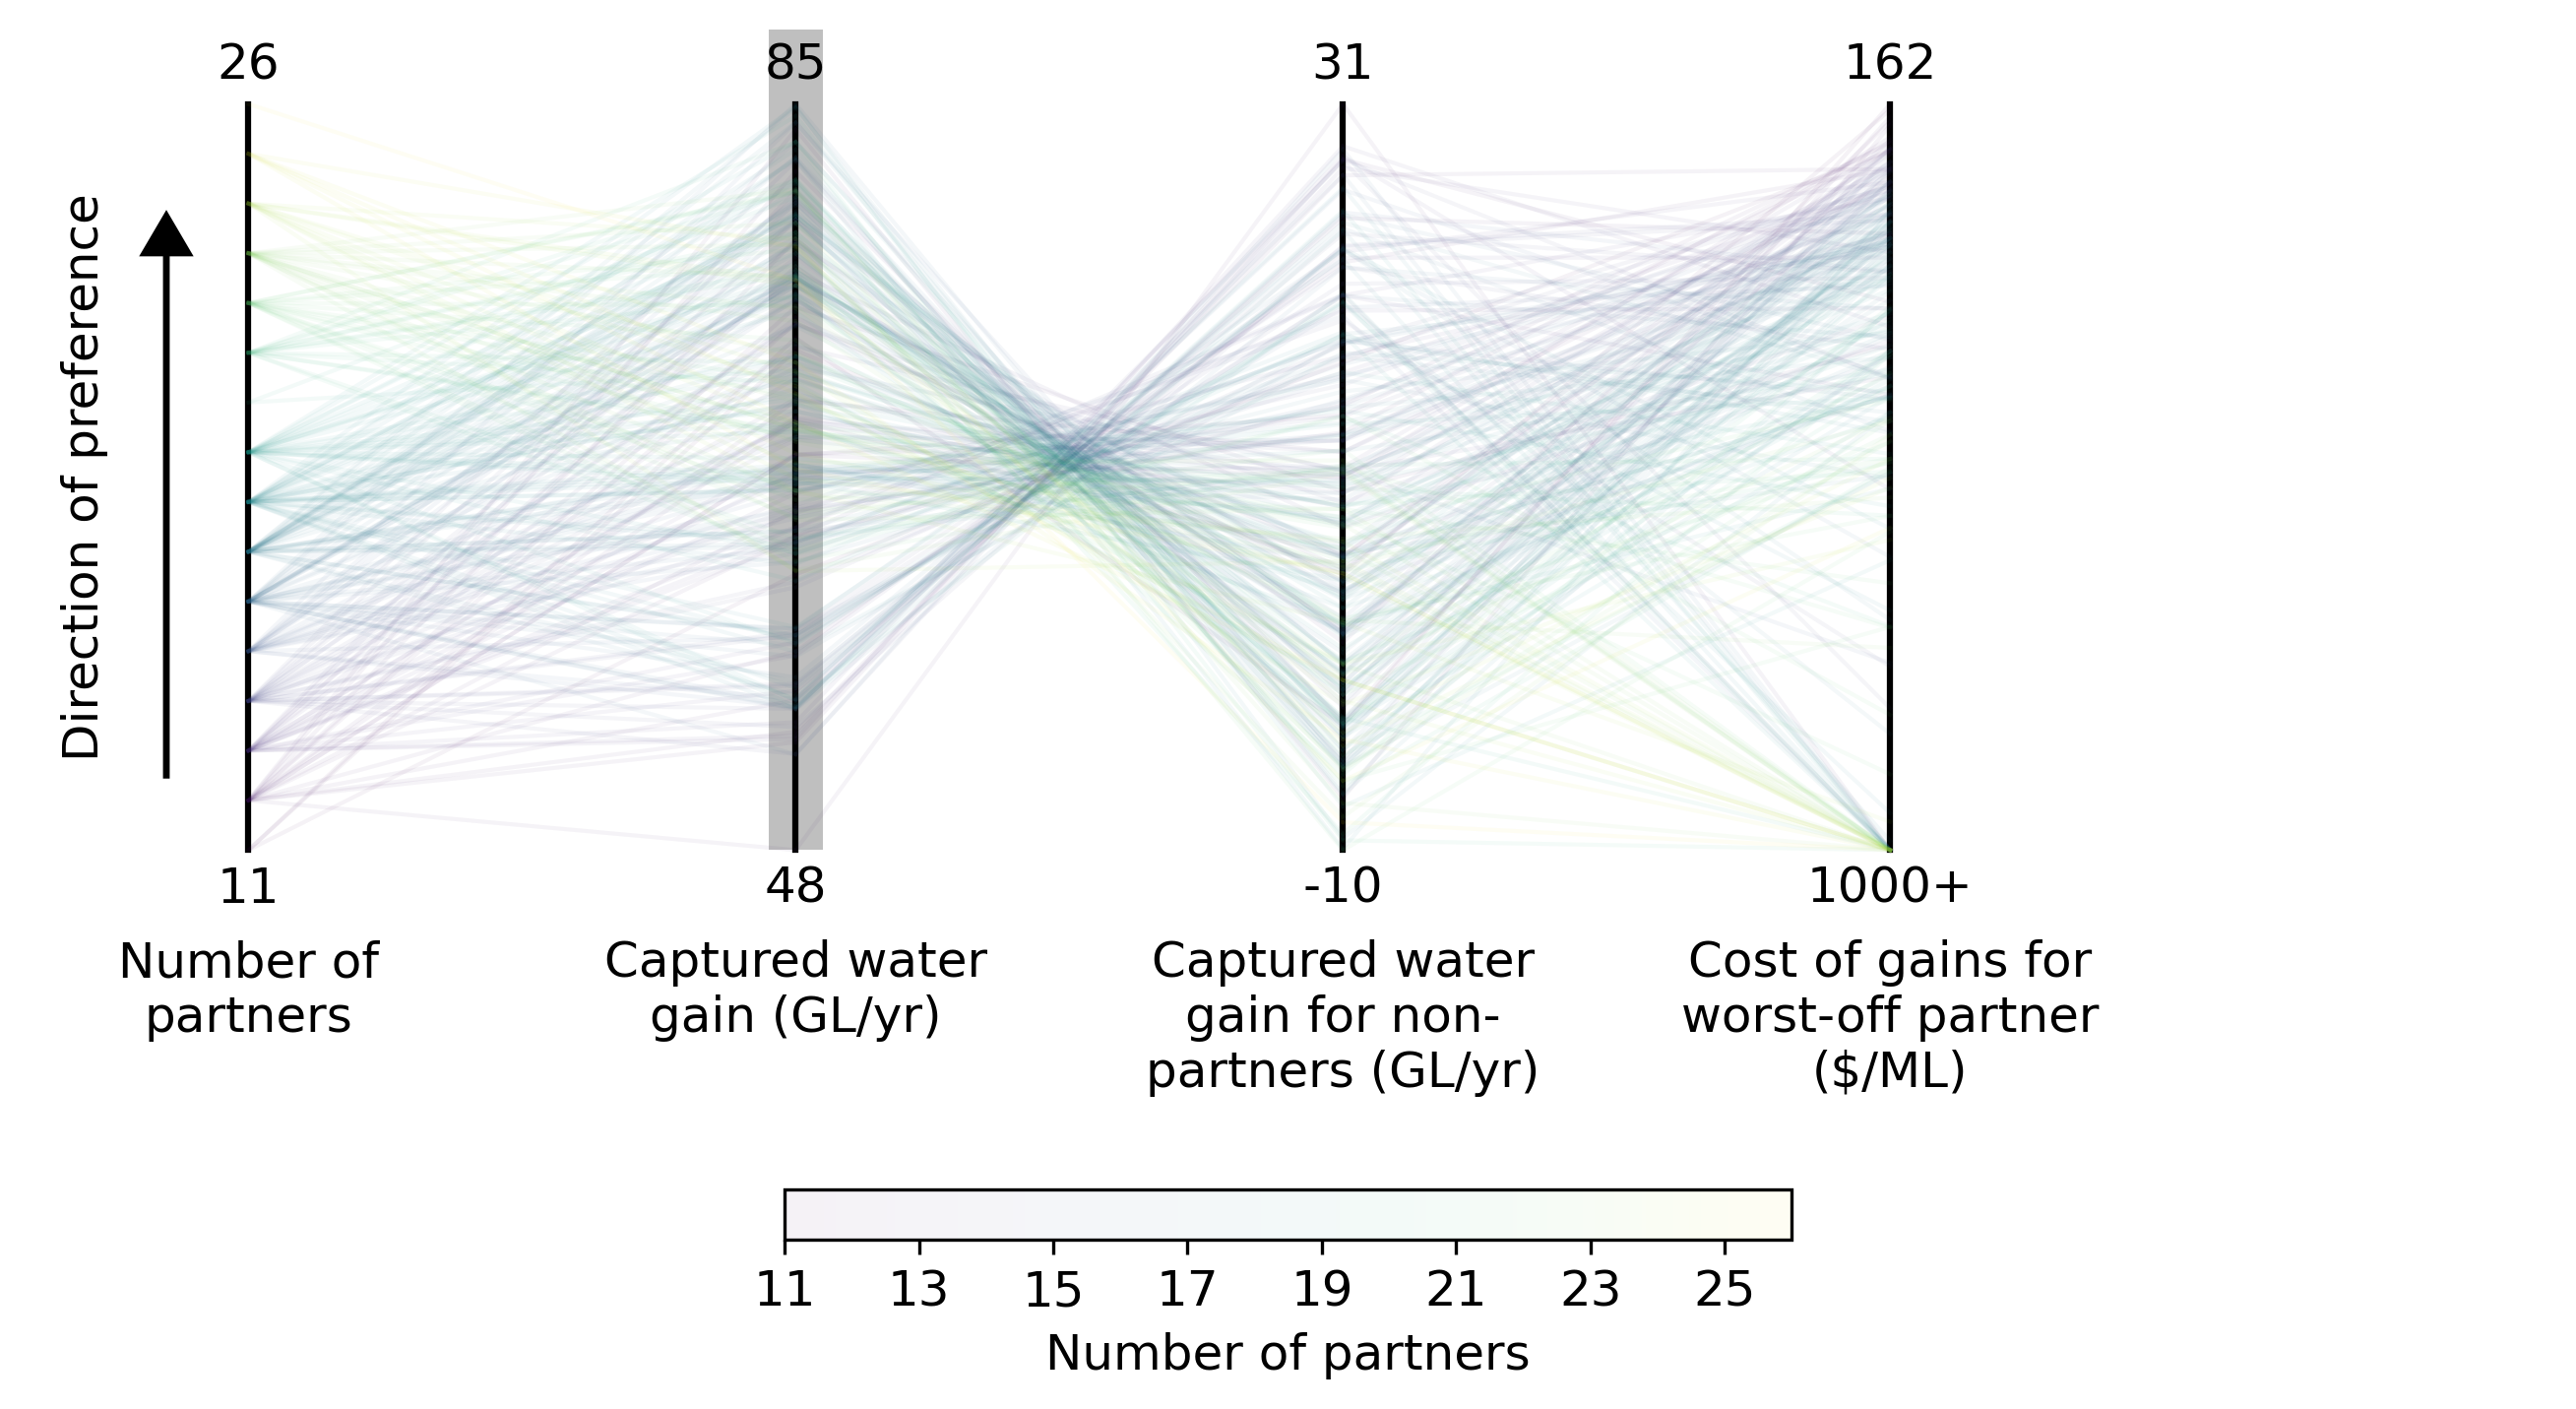 26
85
31
162
Direction of preference
11
48
-10
1000+
Number of
partners
Captured water
gain (GL/yr)
Captured water
gain for non-
partners (GL/yr)
Cost of gains for
worst-off partner
($/ML)
11
13
15
17
19
21
23
25
Number of partners